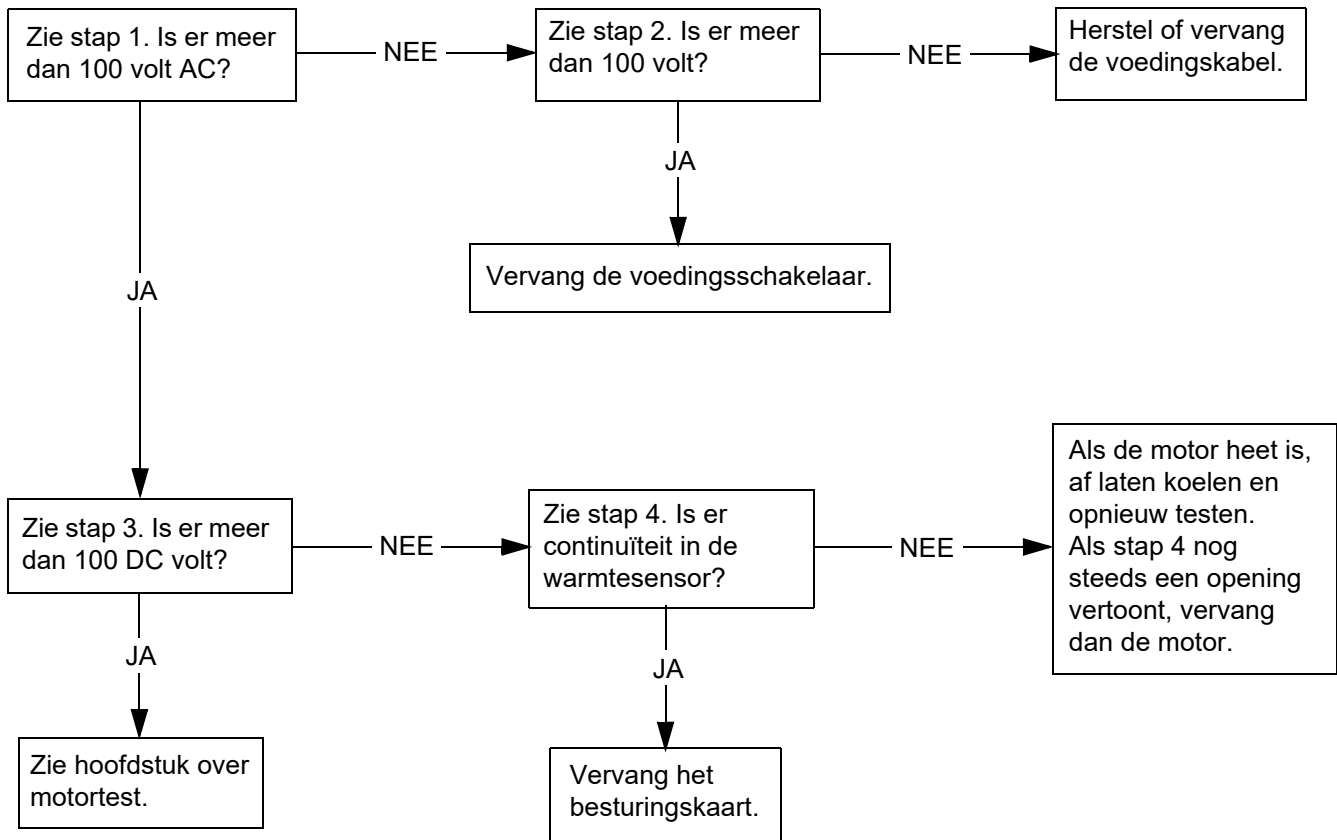 Zie stap 1. Is er meer
dan 100 volt AC?
NEE
Zie stap 2. Is er meer
dan 100 volt?
NEE
Herstel of vervang
de voedingskabel.
JA
Vervang de voedingsschakelaar.
JA
Zie stap 3. Is er meer
dan 100 DC volt?
NEE
Zie stap 4. Is er
continuïteit in de
warmtesensor?
NEE
Als de motor heet is,
af laten koelen en
opnieuw testen.
Als stap 4 nog
steeds een opening
vertoont, vervang
dan de motor.
JA
Zie hoofdstuk over
motortest.
JA
Vervang het
besturingskaart.